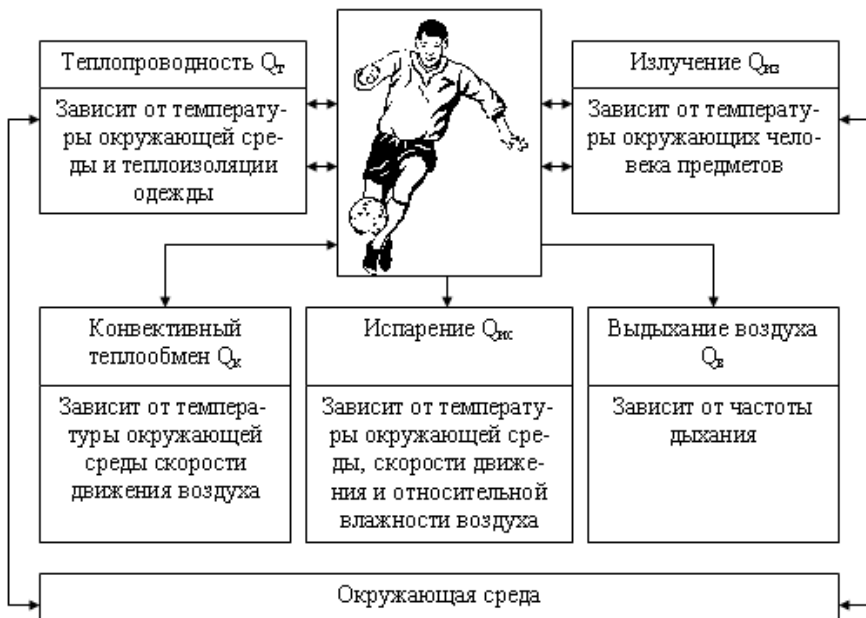 Теплопроводность Qт
Зависит от температу-
ры окружающей сре-
ды и теплоизоляции
одежды
Излучение Qиз
Зависит от температу-
ры окружающих чело-
века предметов
Конвективный
теплообмен Qк
Зависит от темпера-
туры окружающей
среды скорости
движения воздуха
Испарение Qис
Зависит от температу-
ры окружающей сре-
ды, скорости движе-
ния и относительной
влажности воздуха
Выдыхание воздуха
Qв
Зависит от частоты
дыхания
Окружающая среда